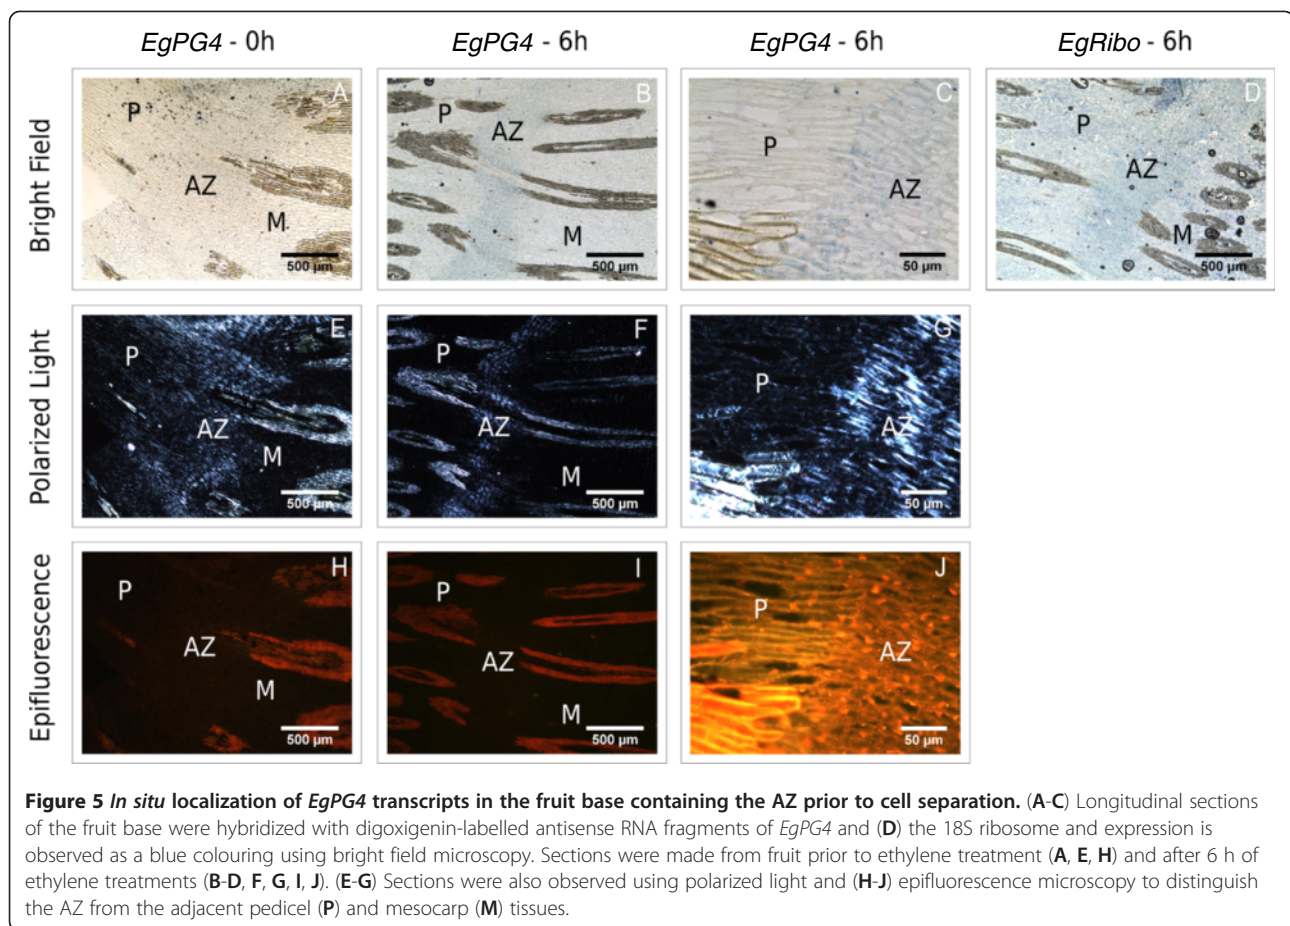 EgPG4 - 0h EgPG4 - 6h EgPG4 - 6h EgRibo - 6h
Bright Field
A P AZ M 500 µm
B P AZ M 500 µm
C P AZ 50 µm
D P AZ M 500 µm
Polarized Light
E P AZ M 500 µm
F P AZ M 500 µm
G P AZ 50 µm
Epifluorescence
H P AZ M 500 µm
I P AZ M 500 µm
J P AZ 50 µm
Figure 5 In situ localization of EgPG4 transcripts in the fruit base containing the AZ prior to cell separation. (A-C) Longitudinal sections
of the fruit base were hybridized with digoxigenin-labelled antisense RNA fragments of EgPG4 and (D) the 18S ribosome and expression is
observed as a blue colouring using bright field microscopy. Sections were made from fruit prior to ethylene treatment (A, E, H) and after 6 h of
ethylene treatments (B-D, F, G, I, J). (E-G) Sections were also observed using polarized light and (H-J) epifluorescence microscopy to distinguish
the AZ from the adjacent pedicel (P) and mesocarp (M) tissues.